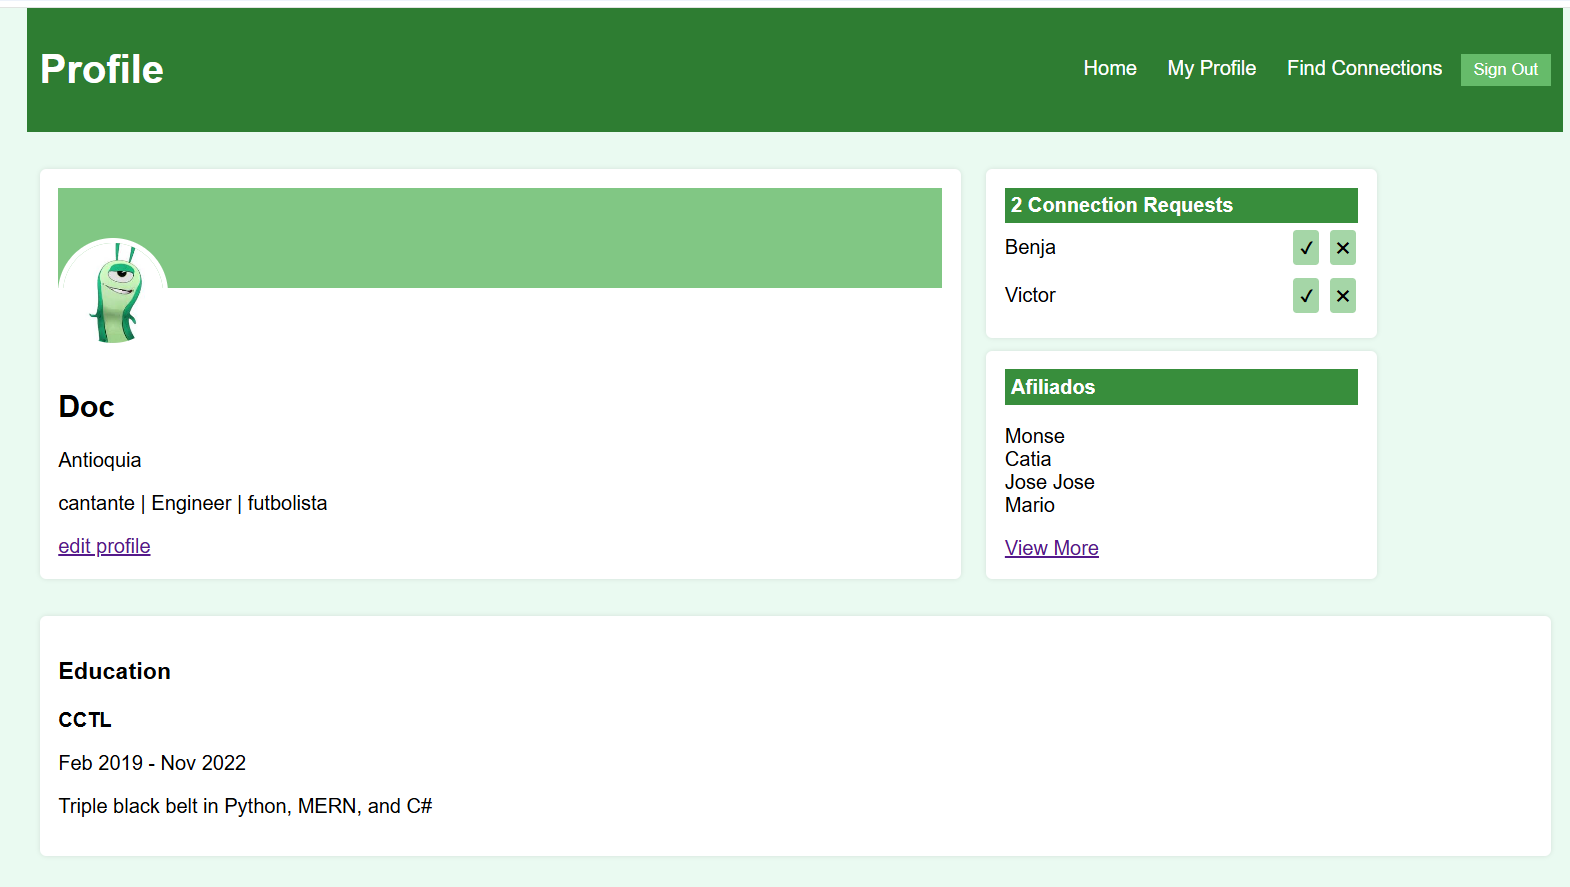 Profile
Home My Profile Find Connections Sign Out
2 Connection Requests
Benja ✓ ✕
Victor ✓ ✕
Doc
Antioquia
cantante | Engineer | futbolista
edit profile
Afiliados
Monse
Catia
Jose Jose
Mario
View More
Education
CCTL
Feb 2019 - Nov 2022
Triple black belt in Python, MERN, and C#